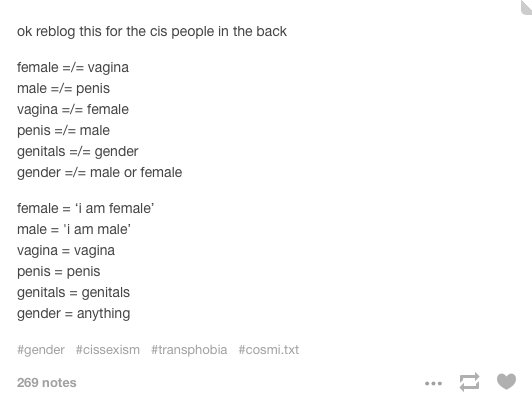 ok reblog this for the cis people in the back
female =/= vagina
male =/= penis
vagina =/= female
penis =/= male
genitals =/= gender
gender =/= male or female
female = ‘i am female’
male = ’i am male’
vagina = vagina
penis = penis
genitals = genitals
gender = anything
#gender #cissexism #transphobia #cosmi.txt
269 notes